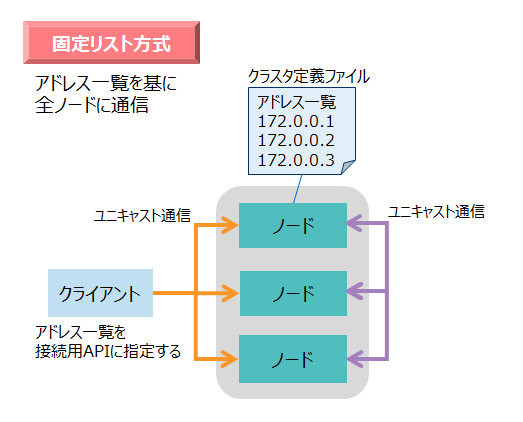 固定リスト方式
アドレス一覧を基に
全ノードに通信
クラスタ定義ファイル
アドレス一覧
172.0.0.1
172.0.0.2
172.0.0.3
ユニキャスト通信
ユニキャスト通信
ノード
クライアント
ノード
アドレス一覧を
接続用APIに指定する
ノード